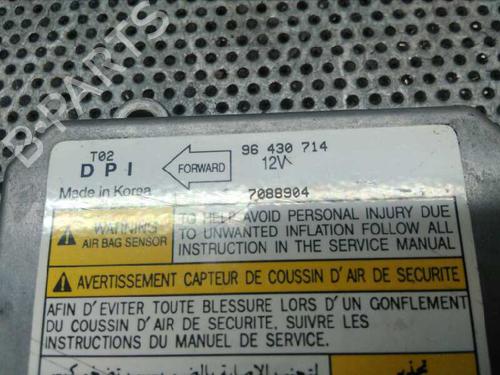 B-PARTS
T02
DPI
FORWARD
96 430 714
12V
Made in Korea
7088904
WARNING
AIR BAG SENSOR
TO HELP AVOID PERSONAL INJURY DUE
TO UNWANTED INFLATION FOLLOW ALL
INSTRUCTION IN THE SERVICE MANUAL
AVERTISSEMENT CAPTEUR DE COUSSIN D'AIR DE SECURITE
AFIN D'EVITER TOUTE BLESSURE LORS D'UN GONFLEMENT
DU COUSSIN D'AIR DE SECURITE, SUIVRE LES
INSTRUCTIONS DU MANUEL DE SERVICE.
تحذير